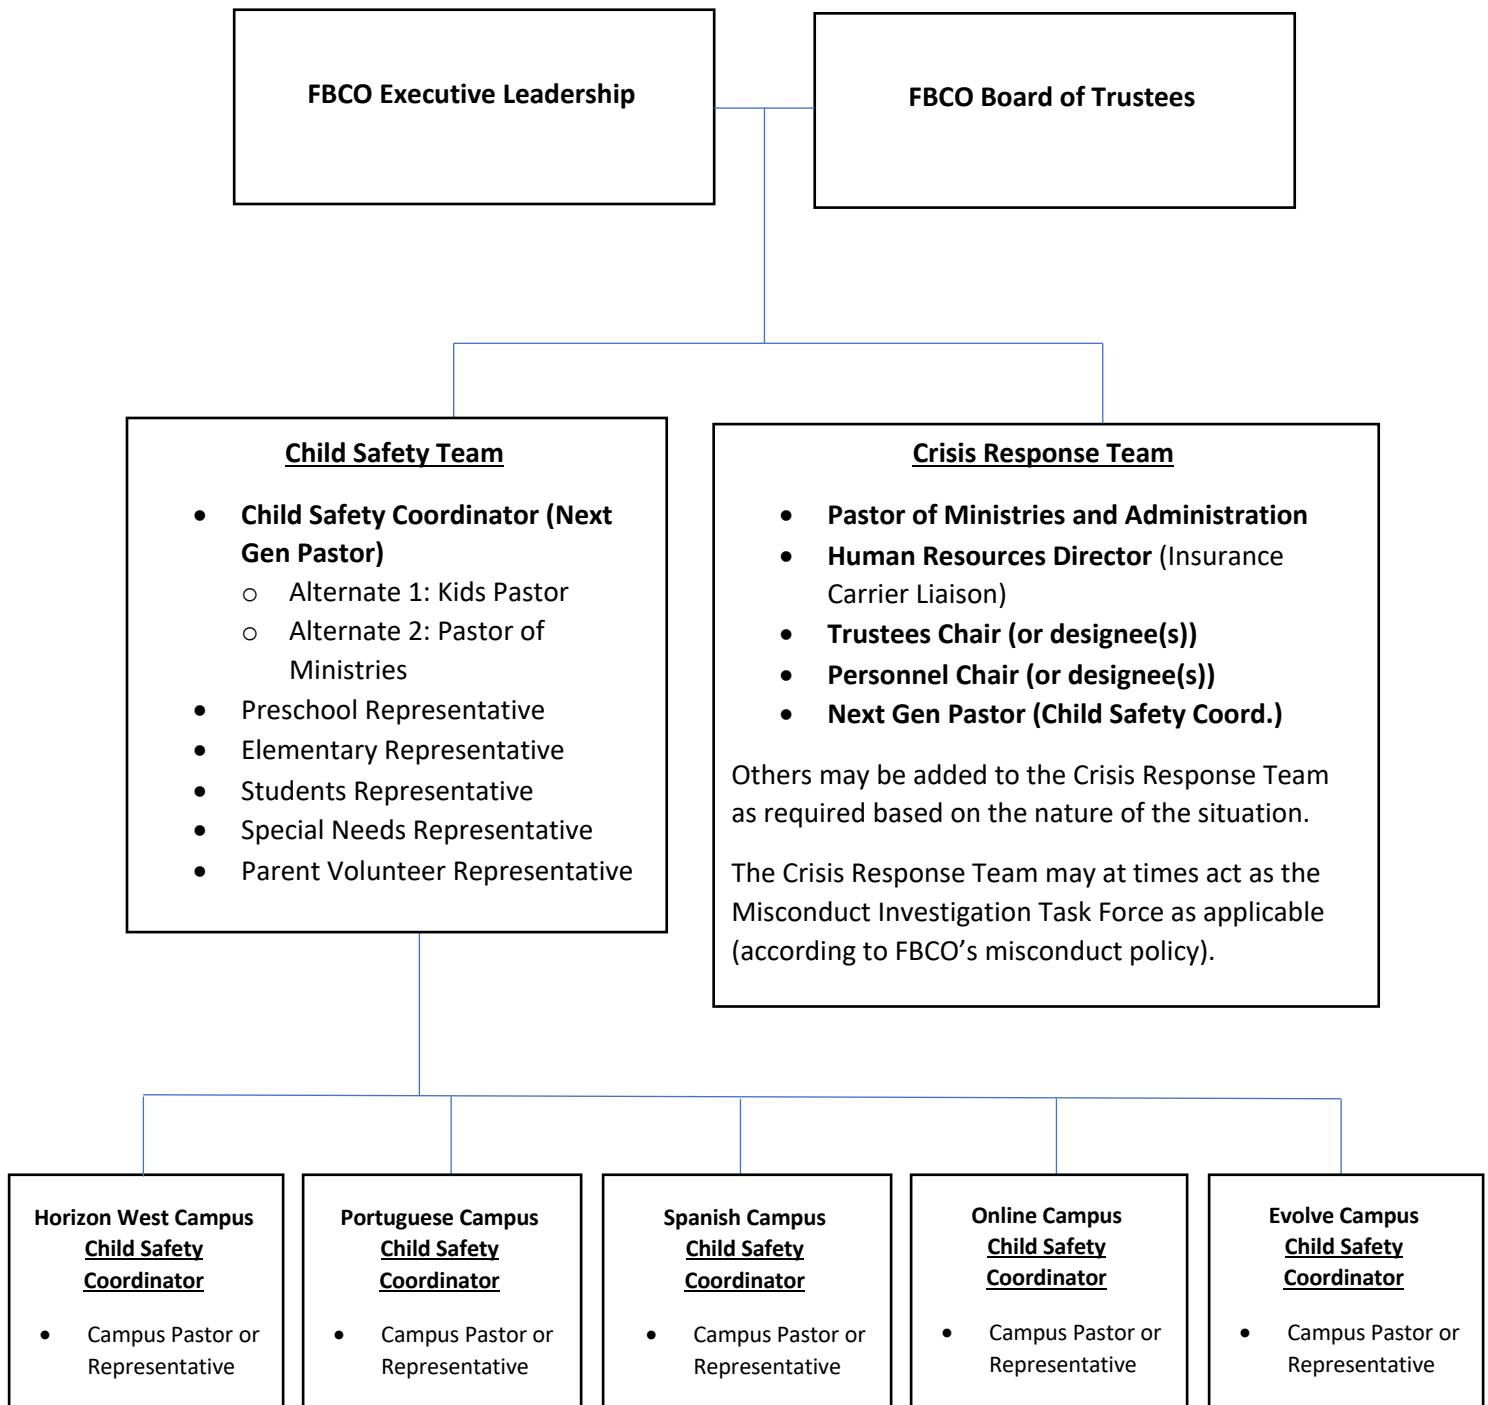 FBCO Executive Leadership
FBCO Board of Trustees
Child Safety Team
• Child Safety Coordinator (Next
Gen Pastor)
o Alternate 1: Kids Pastor
o Alternate 2: Pastor of
Ministries
• Preschool Representative
• Elementary Representative
• Students Representative
• Special Needs Representative
• Parent Volunteer Representative
Crisis Response Team
• Pastor of Ministries and Administration
• Human Resources Director (Insurance
Carrier Liaison)
• Trustees Chair (or designee(s))
• Personnel Chair (or designee(s))
• Next Gen Pastor (Child Safety Coord.)
Others may be added to the Crisis Response Team
as required based on the nature of the situation.
The Crisis Response Team may at times act as the
Misconduct Investigation Task Force as applicable
(according to FBCO’s misconduct policy).
Horizon West Campus
Child Safety
Coordinator
• Campus Pastor or
Representative
Portuguese Campus
Child Safety
Coordinator
• Campus Pastor or
Representative
Spanish Campus
Child Safety
Coordinator
• Campus Pastor or
Representative
Online Campus
Child Safety
Coordinator
• Campus Pastor or
Representative
Evolve Campus
Child Safety
Coordinator
• Campus Pastor or
Representative